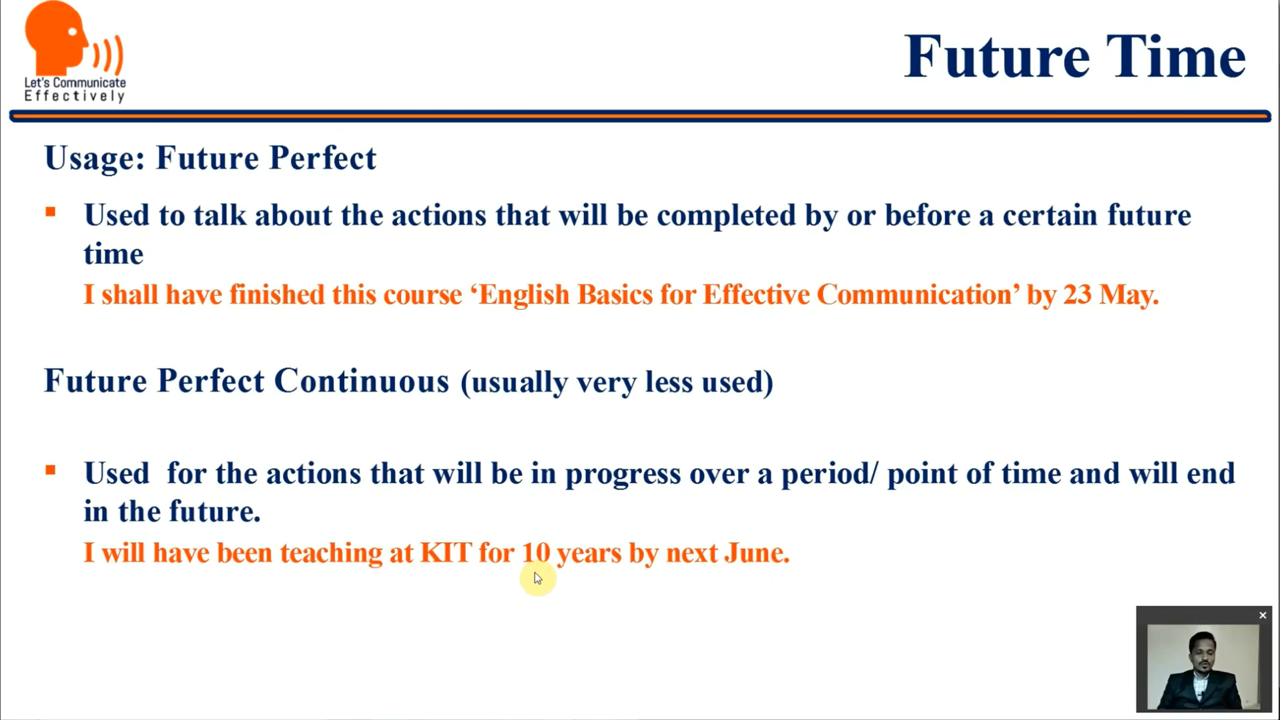 Let's Communicate
Effectively
Future Time
Usage: Future Perfect
Used to talk about the actions that will be completed by or before a certain future
time
I shall have finished this course ‘English Basics for Effective Communication’ by 23 May.
Future Perfect Continuous (usually very less used)
Used for the actions that will be in progress over a period/ point of time and will end
in the future.
I will have been teaching at KIT for 10 years by next June.